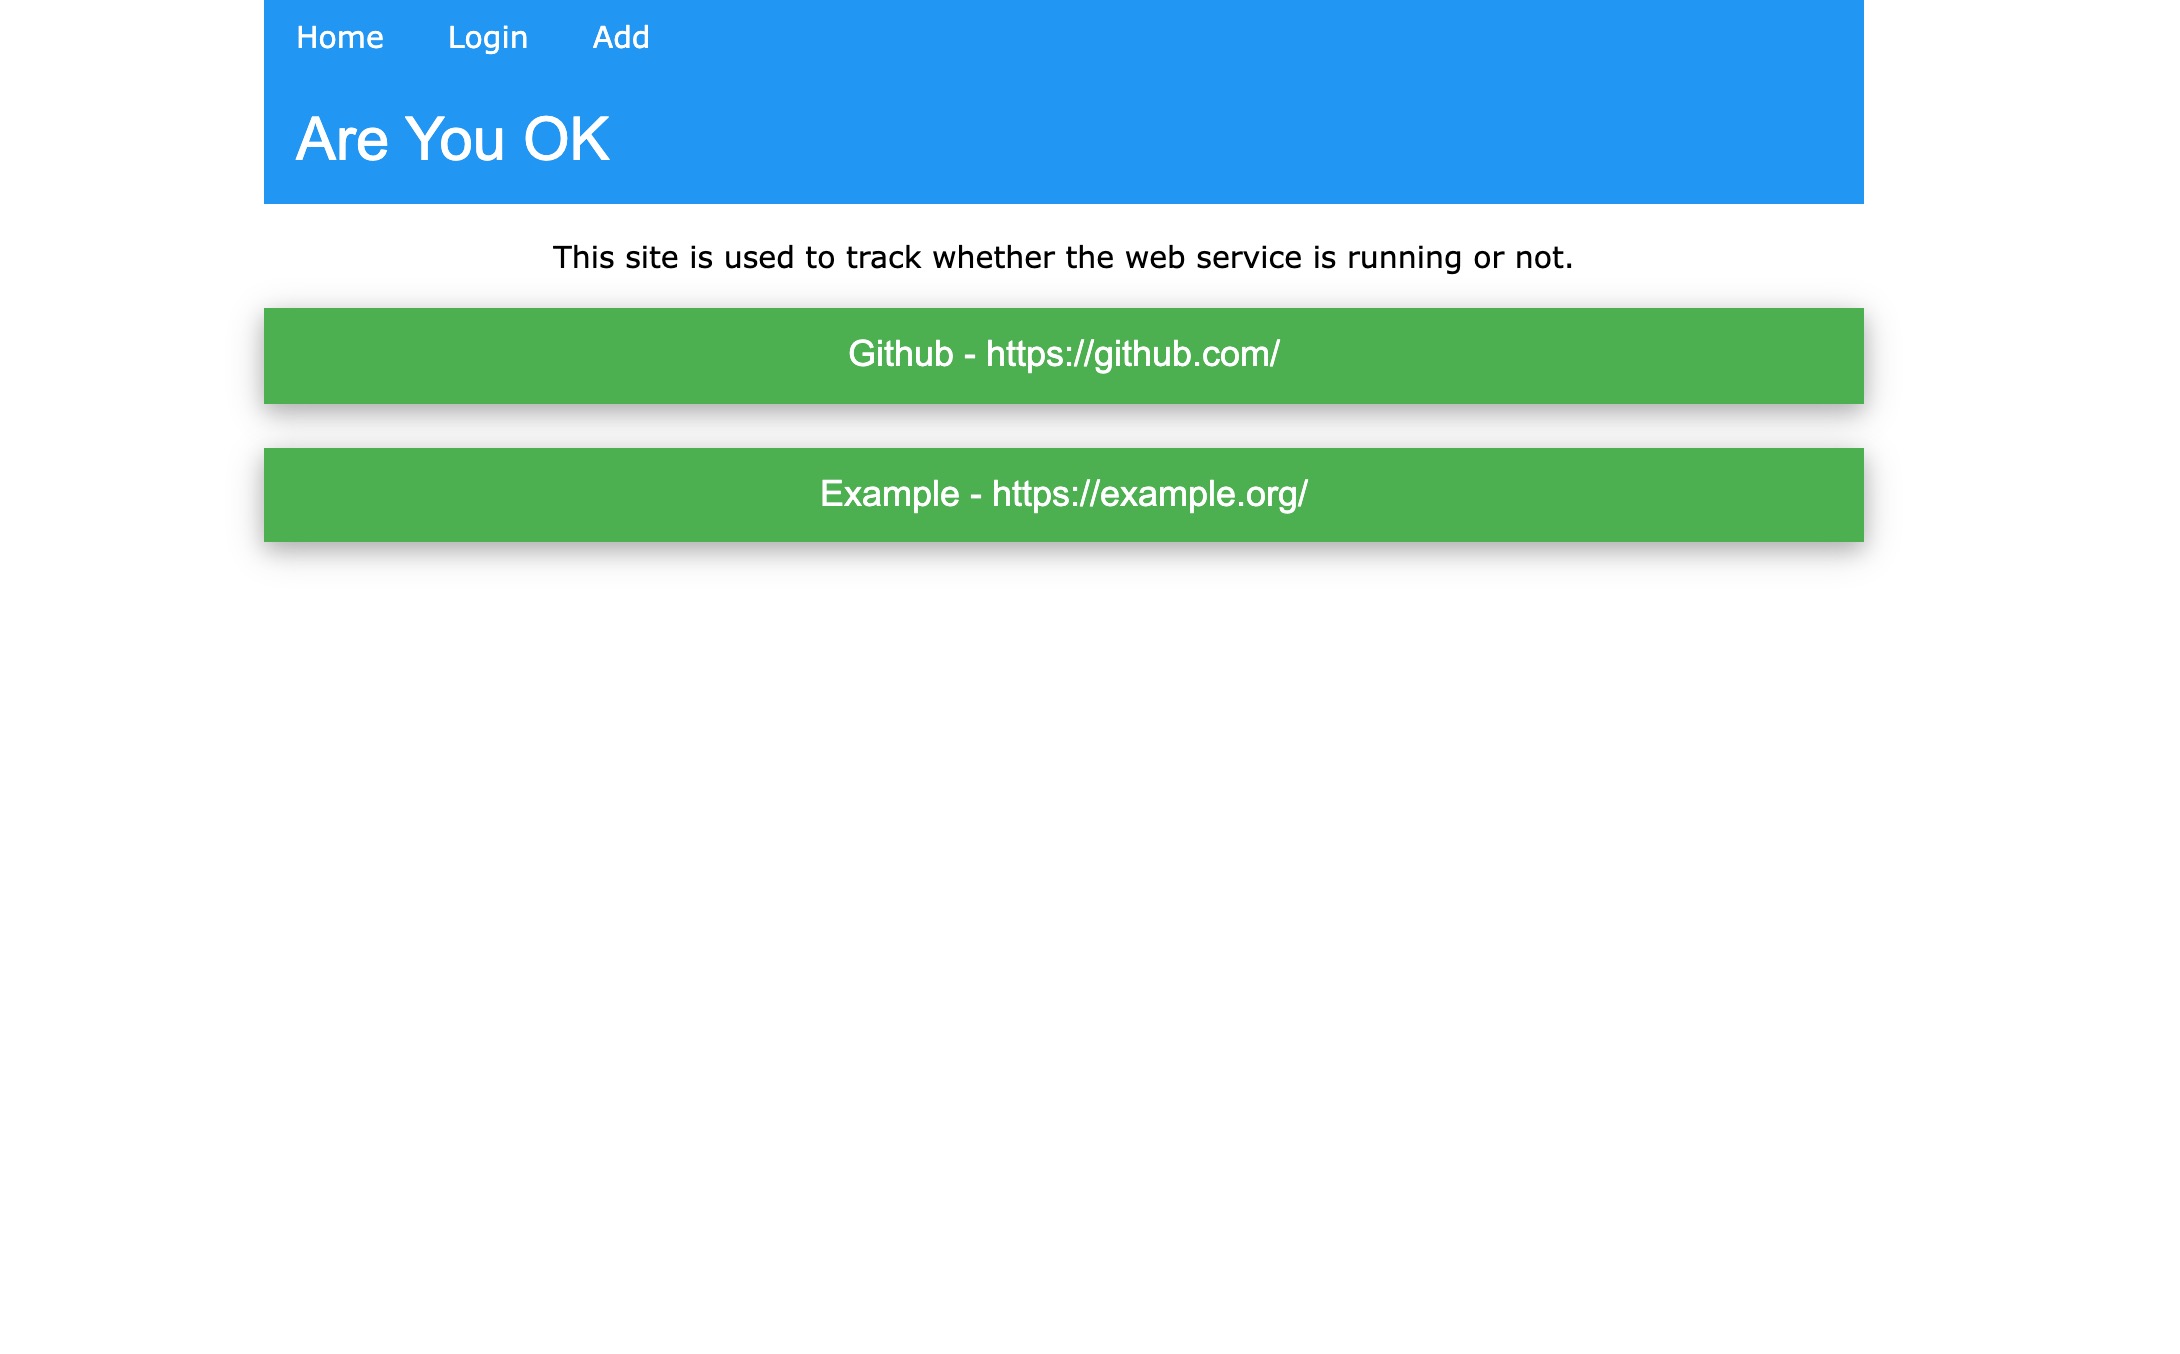 Home Login Add
Are You OK
This site is used to track whether the web service is running or not.
Github - https://github.com/
Example - https://example.org/